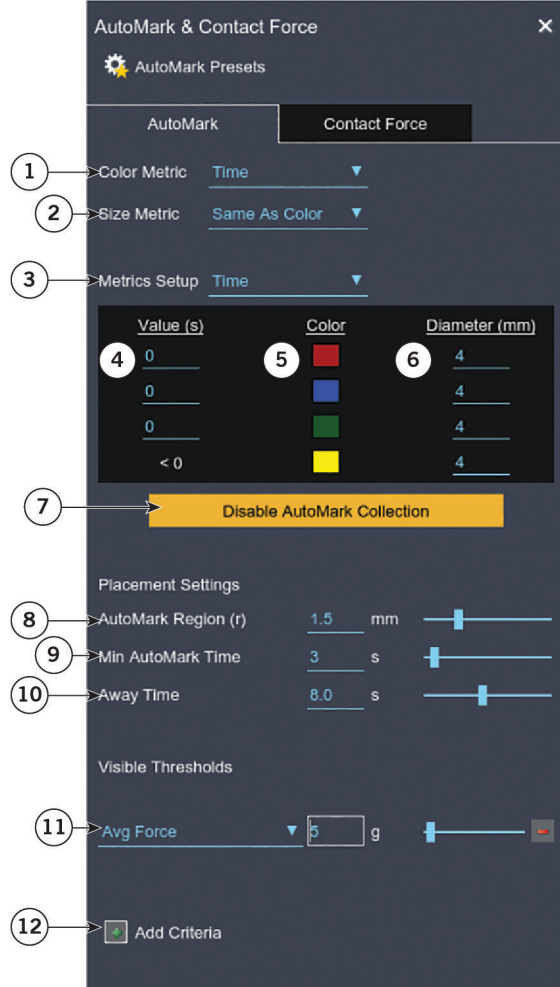 AutoMark & Contact Force
AutoMark Presets
AutoMark Contact Force
1 Color Metric Time
2 Size Metric Same As Color
3 Metrics Setup Time
Value (s) Color Diameter (mm)
4 0 5 6 4
0 4
0 4
< 0 4
7 Disable AutoMark Collection
Placement Settings
8 AutoMark Region (r) 1.5 mm
9 Min AutoMark Time 3 s
10 Away Time 8.0 s
Visible Thresholds
11 Avg Force 5 g
12 Add Criteria